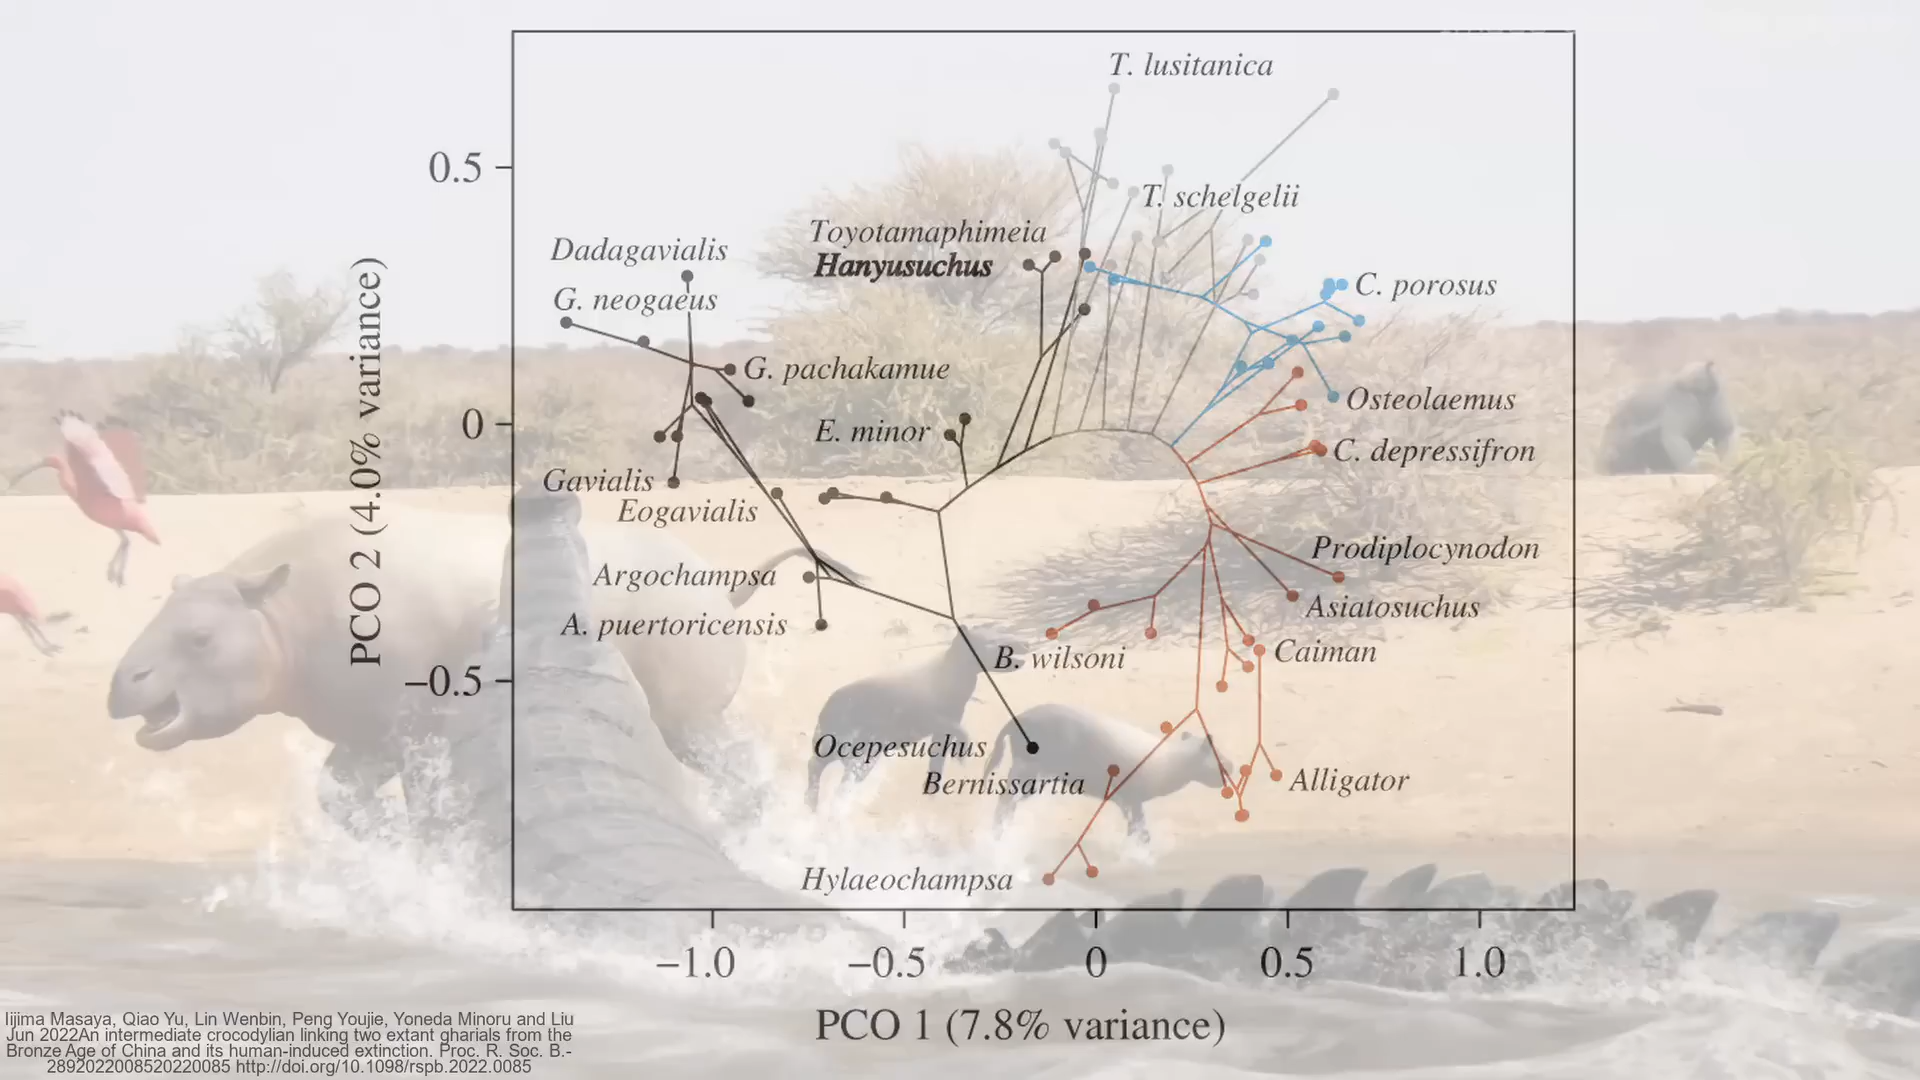 T. lusitanica
0.5
T. schelgelii
Toyotamaphimeia
Hanyusuchus
Dadagavialis
G. neogaeus
C. porosus
G. pachakamue
Osteolaemus
0
E. minor
C. depressifron
Gavialis
Eogavialis
PCO 2 (4.0% variance)
Prodiplocynodon
Argochampsa
Asiatosuchus
A. puertoricensis
B. wilsoni
Caiman
−0.5
Ocepesuchus
Bernissartia
Alligator
Hylaeochampsa
−1.0 −0.5 0 0.5 1.0
PCO 1 (7.8% variance)
Iijima Masaya, Qiao Yu, Lin Wenbin, Peng Youjie, Yoneda Minoru and Liu
Jun 2022An intermediate crocodylian linking two extant gharials from the
Bronze Age of China and its human-induced extinction. Proc. R. Soc. B.-
2892022008520220085 http://doi.org/10.1098/rspb.2022.0085